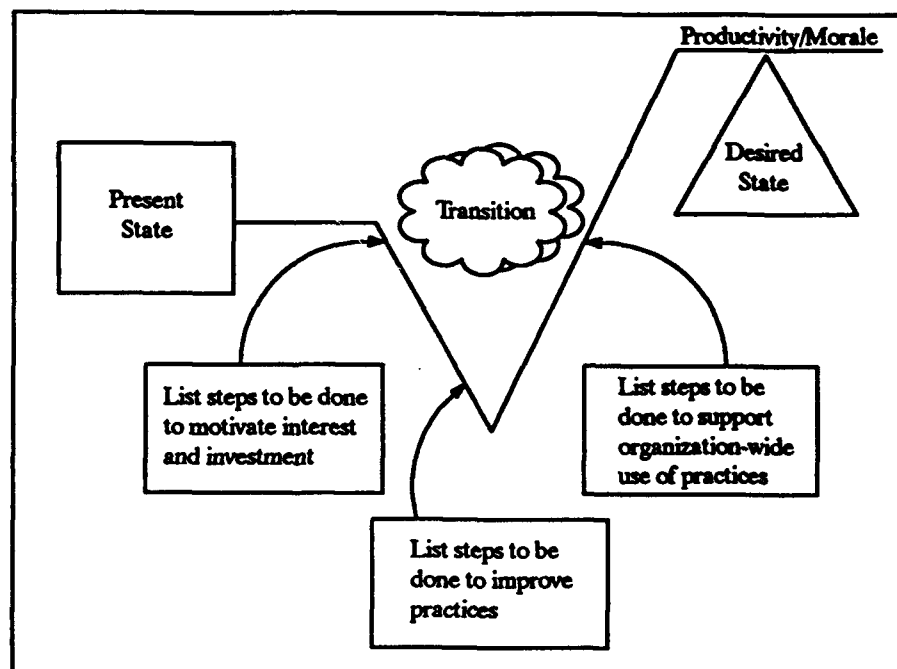 Productivity/Morale
Present
State
Transition
Desired
State
List steps to be done
to motivate interest
and investment
List steps to be
done to improve
practices
List steps to be
done to support
organization-wide
use of practices